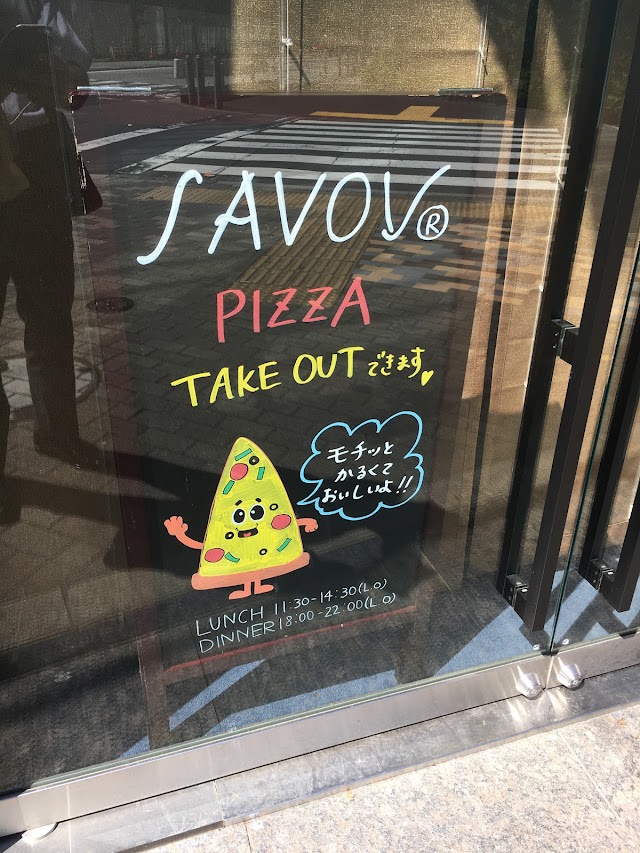 SAVOY®
PIZZA
TAKE OUTできます♥
モチッと
かるくて
おいしいよ!!
LUNCH 11:30-14:30(L.O)
DINNER 18:00-22:00(L.O)